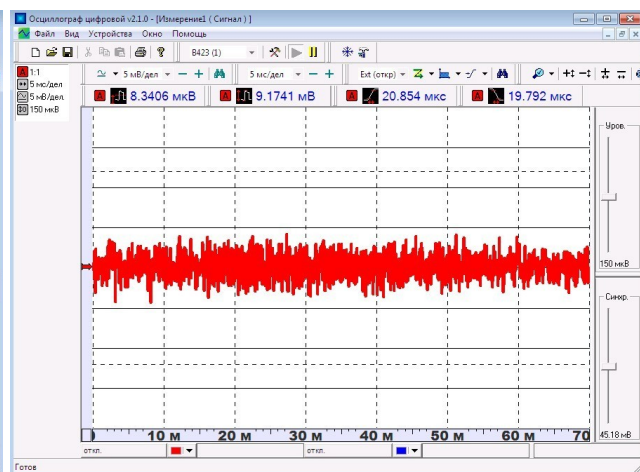 Осциллограф цифровой v2.1.0 - [Измерение1 ( Сигнал ) ]
Файл Вид Устройства Окно Помощь
В423 (1)
A 1:1
5 мс/дел
5 мВ/дел
150 мкВ
5 мВ/дел 5 мс/дел Ext (откр)
A 8.3406 мкВ A 9.1741 мВ A 20.854 мкс A 19.792 мкс
Уров.
150 мкВ
Синхр.
45.18 мВ
10 м 20 м 30 м 40 м 50 м 60 м 70
откл. откл.
Готов